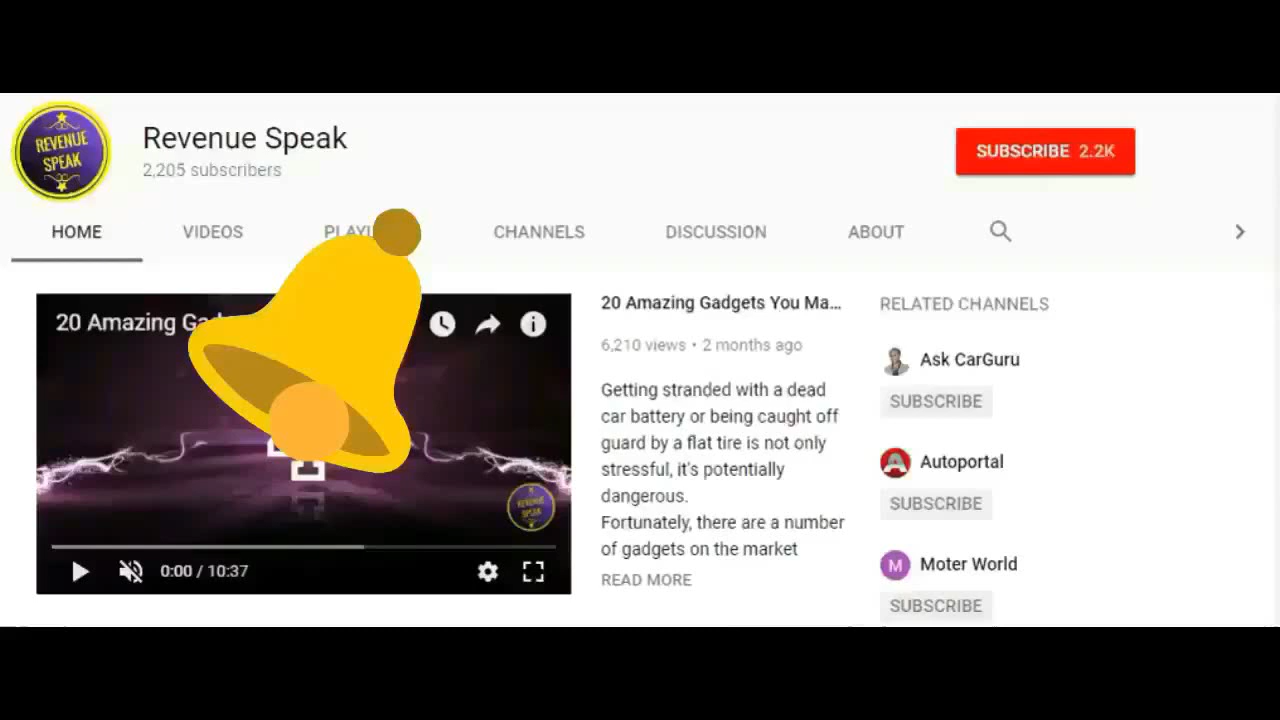 REVENUE
SPEAK
Revenue Speak
2,205 subscribers
SUBSCRIBE 2.2K
HOME VIDEOS CHANNELS DISCUSSION ABOUT
20 Amazing
20 Amazing Gadgets You Ma...
6,210 views • 2 months ago
Getting stranded with a dead
car battery or being caught off
guard by a flat tire is not only
stressful, it's potentially
dangerous.
Fortunately, there are a number
of gadgets on the market
READ MORE
REVENUE
SPEAK
0:00 / 10:37
RELATED CHANNELS
Ask CarGuru
SUBSCRIBE
Autoportal
SUBSCRIBE
M
Moter World
SUBSCRIBE